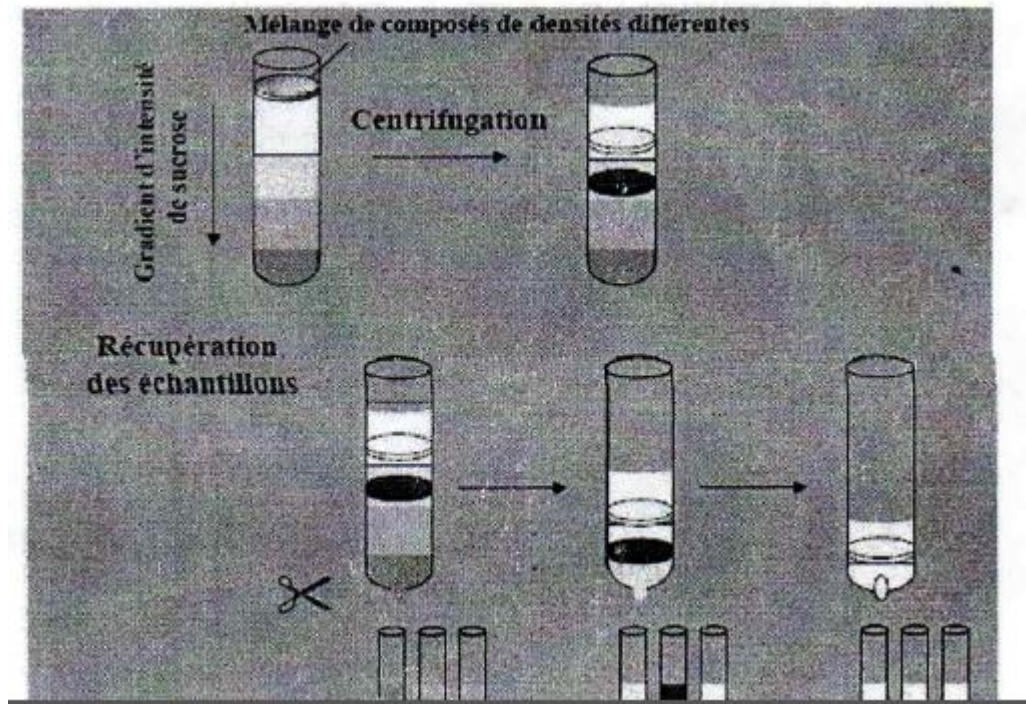 Mélange de composés de densités différentes
Gradient d'intensité
de sucrose
Centrifugation
Récupération
des échantillons